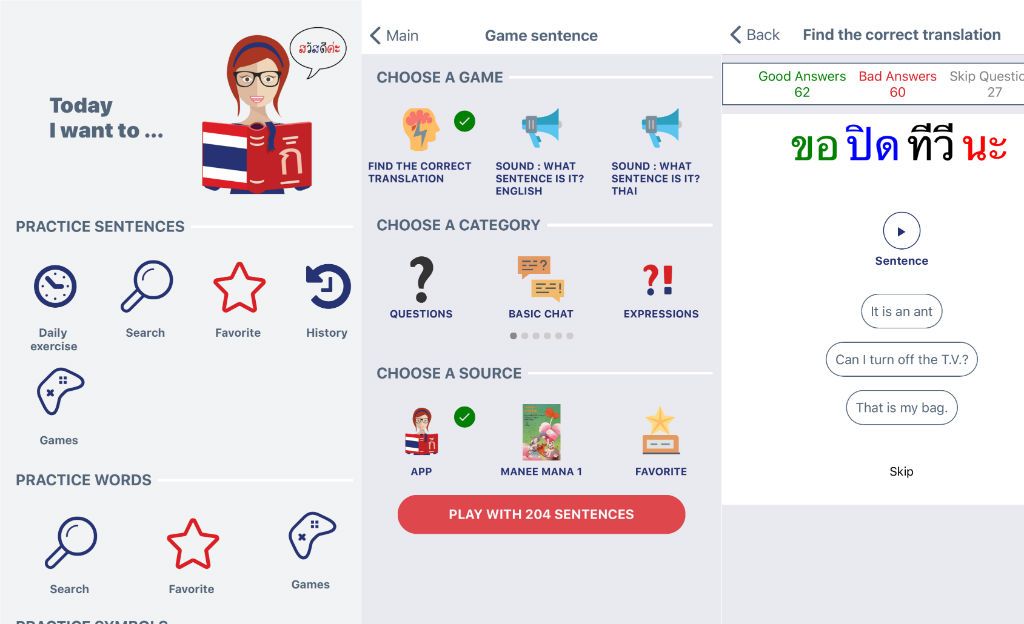 สวัสดีค่ะ
Today
I want to ...
PRACTICE SENTENCES
Daily
exercise
Search
Favorite
History
Games
PRACTICE WORDS
Search
Favorite
Games
PRACTICE SYMBOLS
Main
Game sentence
CHOOSE A GAME
FIND THE CORRECT
TRANSLATION
SOUND : WHAT
SENTENCE IS IT?
ENGLISH
SOUND : WHAT
SENTENCE IS IT?
THAI
CHOOSE A CATEGORY
QUESTIONS
BASIC CHAT
EXPRESSIONS
CHOOSE A SOURCE
APP
MANEE MANA 1
FAVORITE
PLAY WITH 204 SENTENCES
Back
Find the correct translation
Good Answers
62
Bad Answers
60
Skip Questic
27
ขอ ปิด ทีวี นะ
Sentence
It is an ant
Can I turn off the T.V.?
That is my bag.
Skip